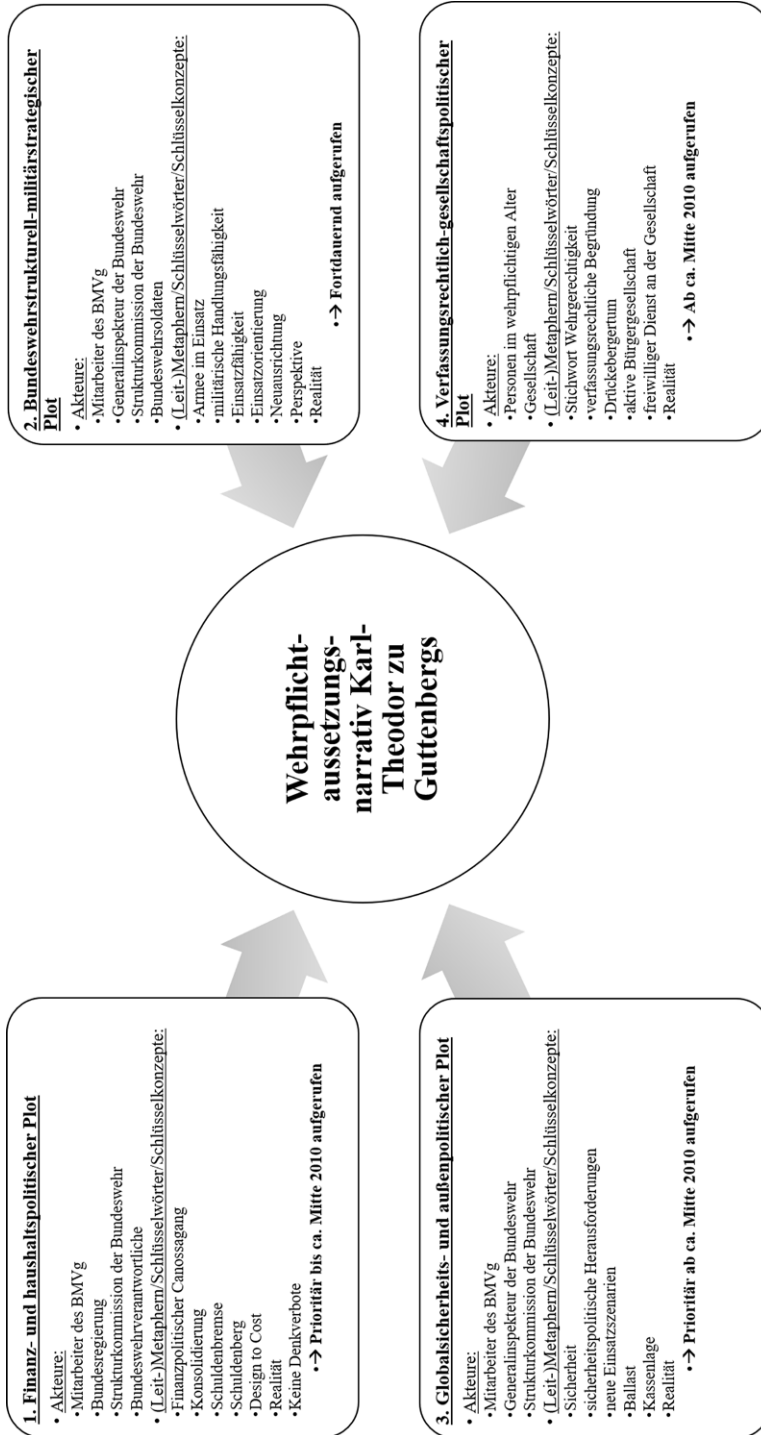 1. Finanz- und haushaltspolitischer Plot
• Akteure:
•Mitarbeiter des BMVg
•Bundesregierung
•Strukturkommission der Bundeswehr
•Bundeswehrverantwortliche
• (Leit-)Metaphern/Schlüsselwörter/Schlüsselkonzepte:
•Finanzpolitischer Canossagang
•Konsolidierung
•Schuldenbremse
•Schuldenberg
•Design to Cost
•Realität
•Keine Denkverbote
•→ Prioritär bis ca. Mitte 2010 aufgerufen
2. Bundeswehrstrukturell-militärstrategischer
Plot
• Akteure:
•Mitarbeiter des BMVg
•Generalinspekteur der Bundeswehr
•Strukturkommission der Bundeswehr
•Bundeswehrsoldaten
• (Leit-)Metaphern/Schlüsselwörter/Schlüsselkonzepte:
•Armee im Einsatz
•militärische Handlungsfähigkeit
•Einsatzfähigkeit
•Einsatzorientierung
•Neuausrichtung
•Perspektive
•Realität
•→ Fortdauernd aufgerufen
Wehrpflicht-
aussetzungs-
narrativ Karl-
Theodor zu
Guttenbergs
3. Globalsicherheits- und außenpolitischer Plot
• Akteure:
•Mitarbeiter des BMVg
•Generalinspekteur der Bundeswehr
•Strukturkommission der Bundeswehr
• (Leit-)Metaphern/Schlüsselwörter/Schlüsselkonzepte:
•Sicherheit
•sicherheitspolitische Herausforderungen
•neue Einsatzszenarien
•Ballast
•Kassenlage
•Realität
•→ Prioritär ab ca. Mitte 2010 aufgerufen
4. Verfassungsrechtlich-gesellschaftspolitischer
Plot
• Akteure:
•Personen im wehrpflichtigen Alter
•Gesellschaft
• (Leit-)Metaphern/Schlüsselwörter/Schlüsselkonzepte:
•Stichwort Wehrgerechtigkeit
•verfassungsrechtliche Begründung
•Drückebergertum
•aktive Bürgergesellschaft
•freiwilliger Dienst an der Gesellschaft
•Realität
•→ Ab ca. Mitte 2010 aufgerufen